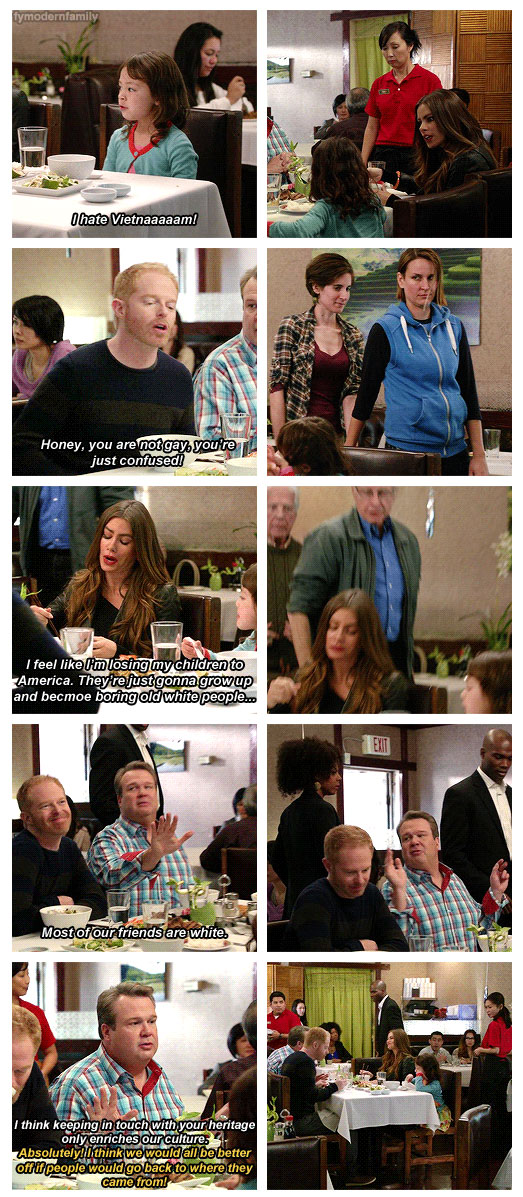 fymodernfamily
I hate Vietnaaaaam!
Honey, you are not gay, you're
just confused!
I feel like I'm losing my children to
America. They're just gonna grow up
and becmoe boring old white people...
EXIT
Most of our friends are white.
I think keeping in touch with your heritage
only enriches our culture.
Absolutely! I think we would all be better
off if people would go back to where they
came from!